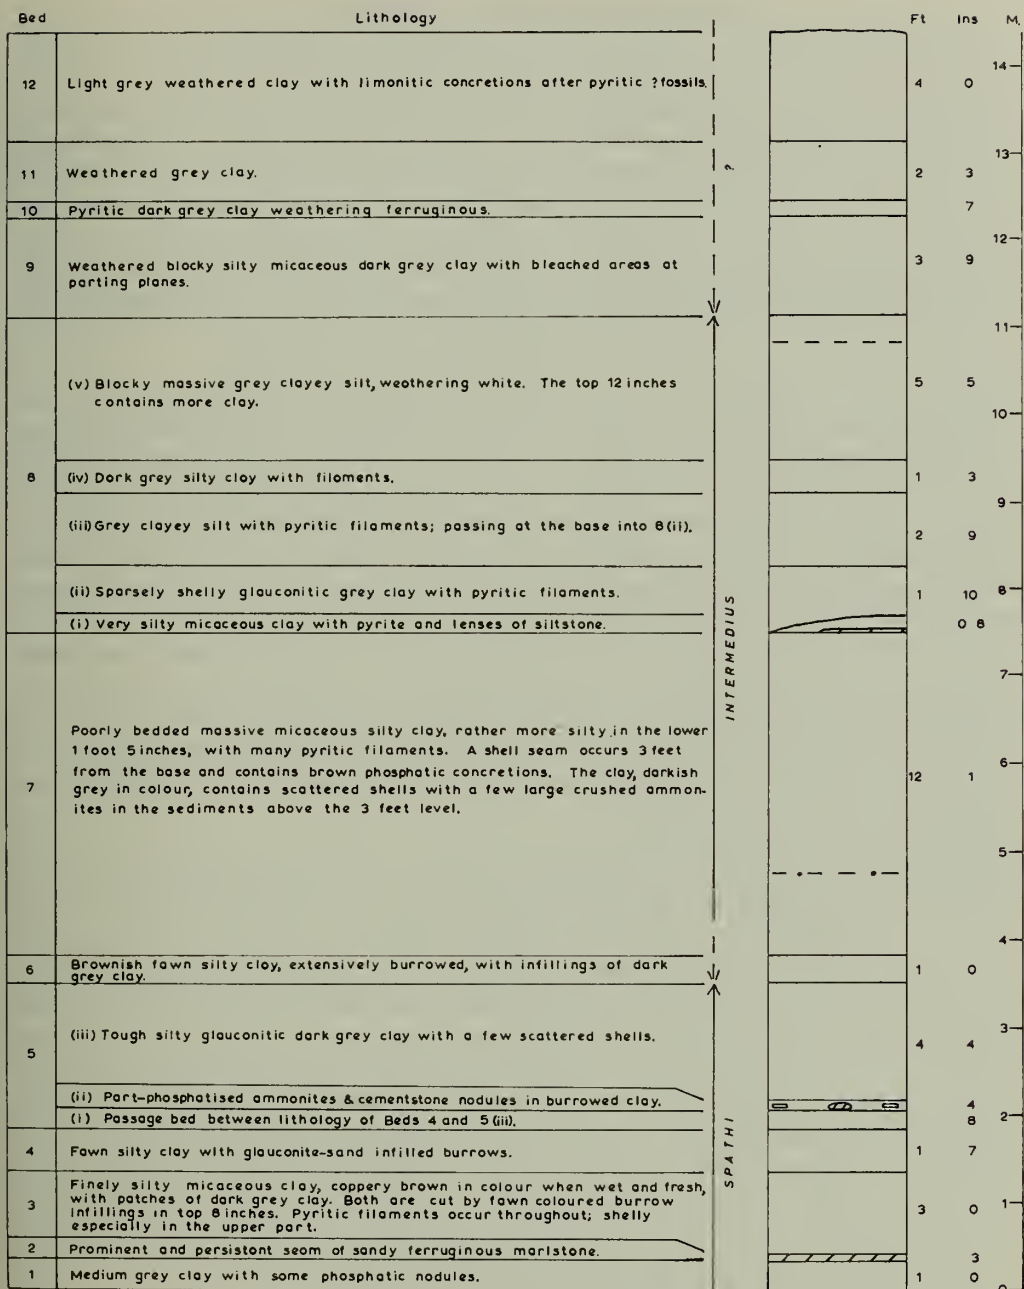 Bed Lithology Ft Ins M.
12 Light grey weathered clay with limonitic concretions after pyritic ?fossils. 4 0
14
13
11 Weathered grey clay. ? 2 3
10 Pyritic dark grey clay weathering ferruginous. 7
12
9 Weathered blocky silty micaceous dark grey clay with bleached areas at 3 9
parting planes.
11
8 (v) Blocky massive grey clayey silt, weathering white. The top 12 inches 5 5
contains more clay.
10
(iv) Dark grey silty clay with filaments. 1 3
9
(iii) Grey clayey silt with pyritic filaments; passing at the base into 8(ii). 2 9
(ii) Sparsely shelly glauconitic grey clay with pyritic filaments. 1 10
8
(i) Very silty micaceous clay with pyrite and lenses of siltstone. 0 8
INTERMEDIUS
7
7 Poorly bedded massive micaceous silty clay, rather more silty in the lower 12 1
1 foot 5 inches, with many pyritic filaments. A shell seam occurs 3 feet
from the base and contains brown phosphatic concretions. The clay, darkish
grey in colour, contains scattered shells with a few large crushed ammon-
ites in the sediments above the 3 feet level.
6
5
4
6 Brownish fawn silty clay, extensively burrowed, with infillings of dark 1 0
grey clay.
5 (iii) Tough silty glauconitic dark grey clay with a few scattered shells. 4 4
3
(ii) Part-phosphatised ammonites & cementstone nodules in burrowed clay. 4
(i) Passage bed between lithology of Beds 4 and 5(iii). 8
2
SPATHI
4 Fawn silty clay with glauconite-sand infilled burrows. 1 7
3 Finely silty micaceous clay, coppery brown in colour when wet and fresh, 3 0
with patches of dark grey clay. Both are cut by fawn coloured burrow
infillings in top 8 inches. Pyritic filaments occur throughout; shelly
especially in the upper part.
1
2 Prominent and persistont seom of sandy ferruginous marlstone. 3
1 Medium grey clay with some phosphatic nodules. 1 0
0